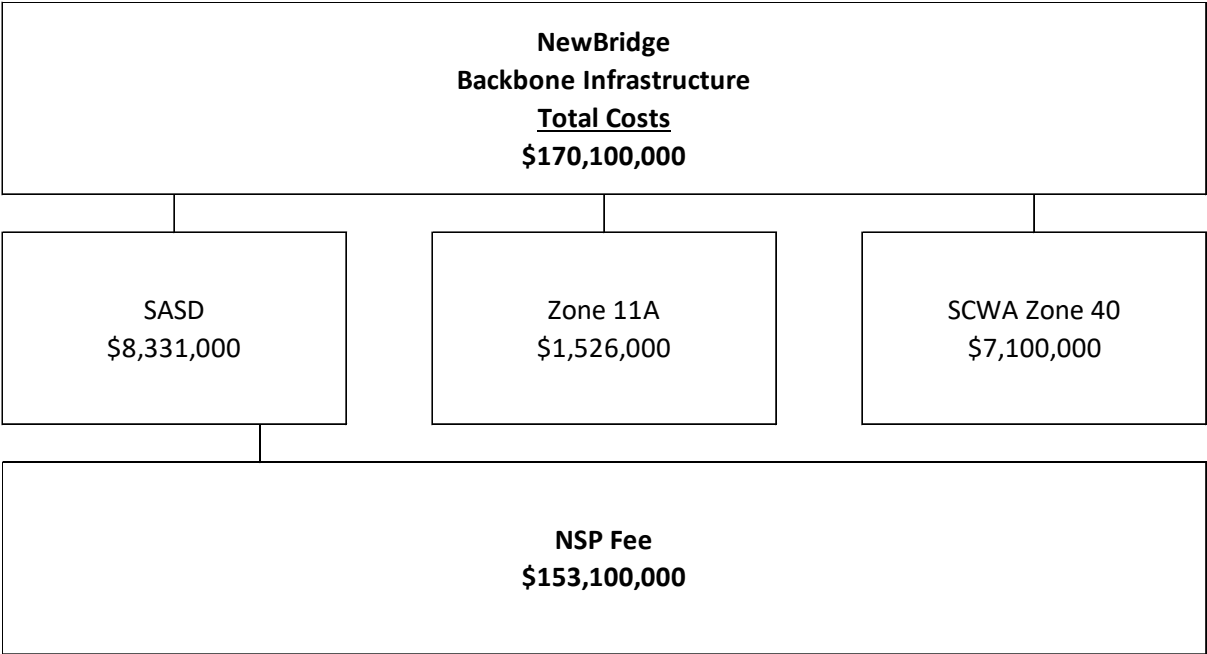 NewBridge
Backbone Infrastructure
Total Costs
$170,100,000
SASD
$8,331,000
Zone 11A
$1,526,000
SCWA Zone 40
$7,100,000
NSP Fee
$153,100,000